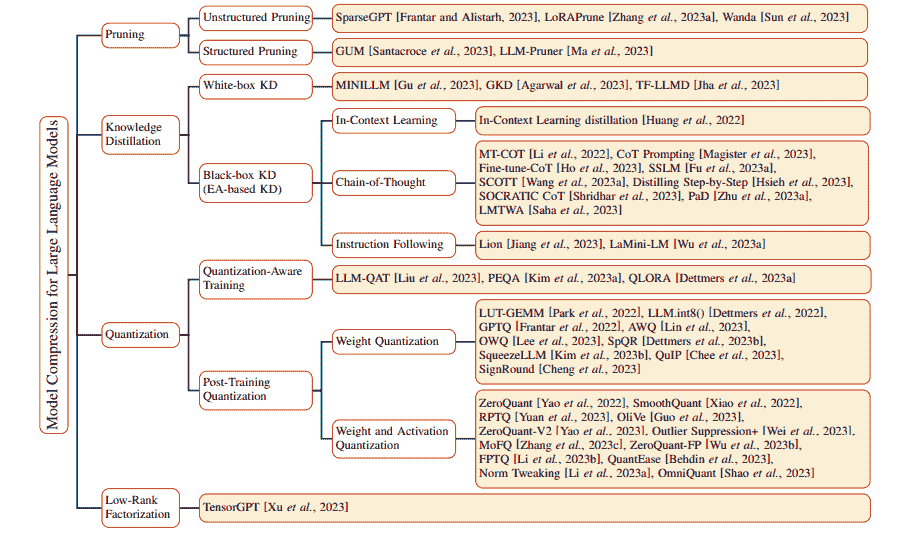 Model Compression for Large Language Models
Pruning
Unstructured Pruning
SparseGPT [Frantar and Alistarh, 2023], LoRAPrune [Zhang et al., 2023a], Wanda [Sun et al., 2023]
Structured Pruning
GUM [Santacroce et al., 2023], LLM-Pruner [Ma et al., 2023]
Knowledge
Distillation
White-box KD
MINILLM [Gu et al., 2023], GKD [Agarwal et al., 2023], TF-LLMD [Jha et al., 2023]
Black-box KD
(EA-based KD)
In-Context Learning
In-Context Learning distillation [Huang et al., 2022]
Chain-of-Thought
MT-COT [Li et al., 2022], CoT Prompting [Magister et al., 2023],
Fine-tune-CoT [Ho et al., 2023], SSLM [Fu et al., 2023a],
SCOTT [Wang et al., 2023a], Distilling Step-by-Step [Hsieh et al., 2023],
SOCRATIC CoT [Shridhar et al., 2023], PaD [Zhu et al., 2023a],
LMTWA [Saha et al., 2023]
Instruction Following
Lion [Jiang et al., 2023], LaMini-LM [Wu et al., 2023a]
Quantization
Quantization-Aware
Training
LLM-QAT [Liu et al., 2023], PEQA [Kim et al., 2023a], QLORA [Dettmers et al., 2023a]
Post-Training
Quantization
Weight Quantization
LUT-GEMM [Park et al., 2022], LLM.int8() [Dettmers et al., 2022],
GPTQ [Frantar et al., 2022], AWQ [Lin et al., 2023],
OWQ [Lee et al., 2023], SpQR [Dettmers et al., 2023b],
SqueezeLLM [Kim et al., 2023b], QuIP [Chee et al., 2023],
SignRound [Cheng et al., 2023]
Weight and Activation
Quantization
ZeroQuant [Yao et al., 2022], SmoothQuant [Xiao et al., 2022],
RPTQ [Yuan et al., 2023], OliVe [Guo et al., 2023],
ZeroQuant-V2 [Yao et al., 2023], Outlier Suppression+ [Wei et al., 2023],
MoFQ [Zhang et al., 2023c], ZeroQuant-FP [Wu et al., 2023b],
FPTQ [Li et al., 2023b], QuantEase [Behdin et al., 2023],
Norm Tweaking [Li et al., 2023a], OmniQuant [Shao et al., 2023]
Low-Rank
Factorization
TensorGPT [Xu et al., 2023]